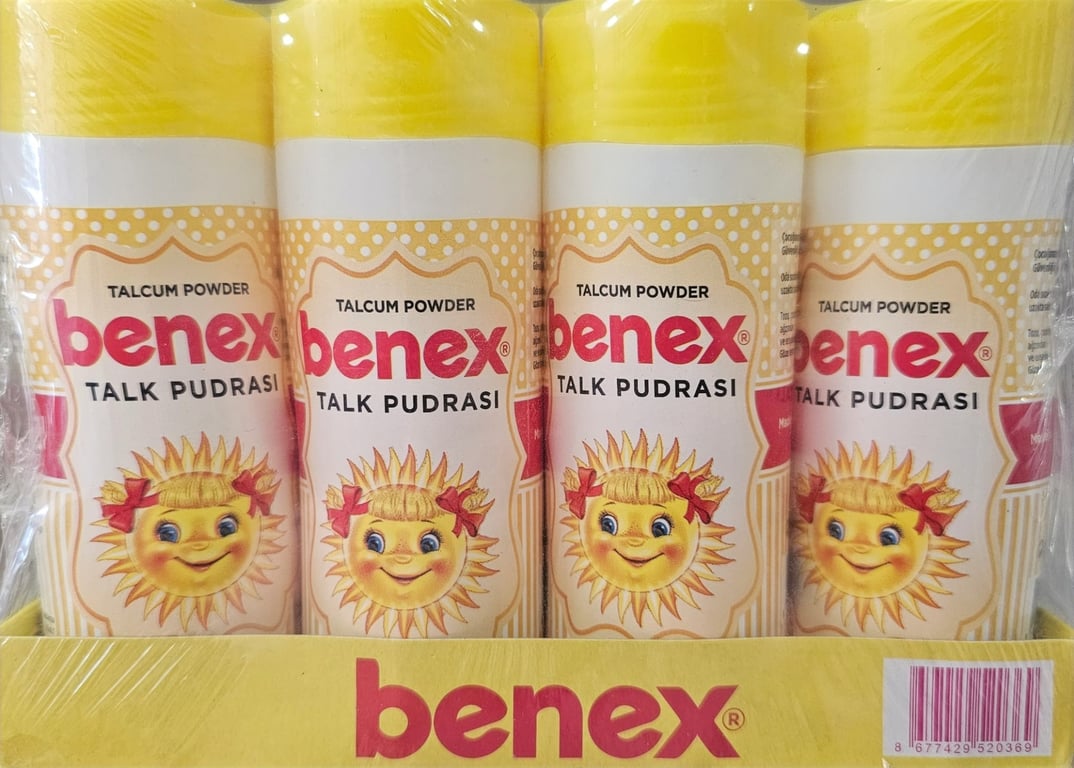 TALCUM POWDER
benex
TALK PUDRASI
TALCUM POWDER
benex®
TALK PUDRASI
TALCUM POWDER
benex®
TALK PUDRASI
TALCUM POWDER
benex®
TALK PUDRASI
benex®
8 677429 520369